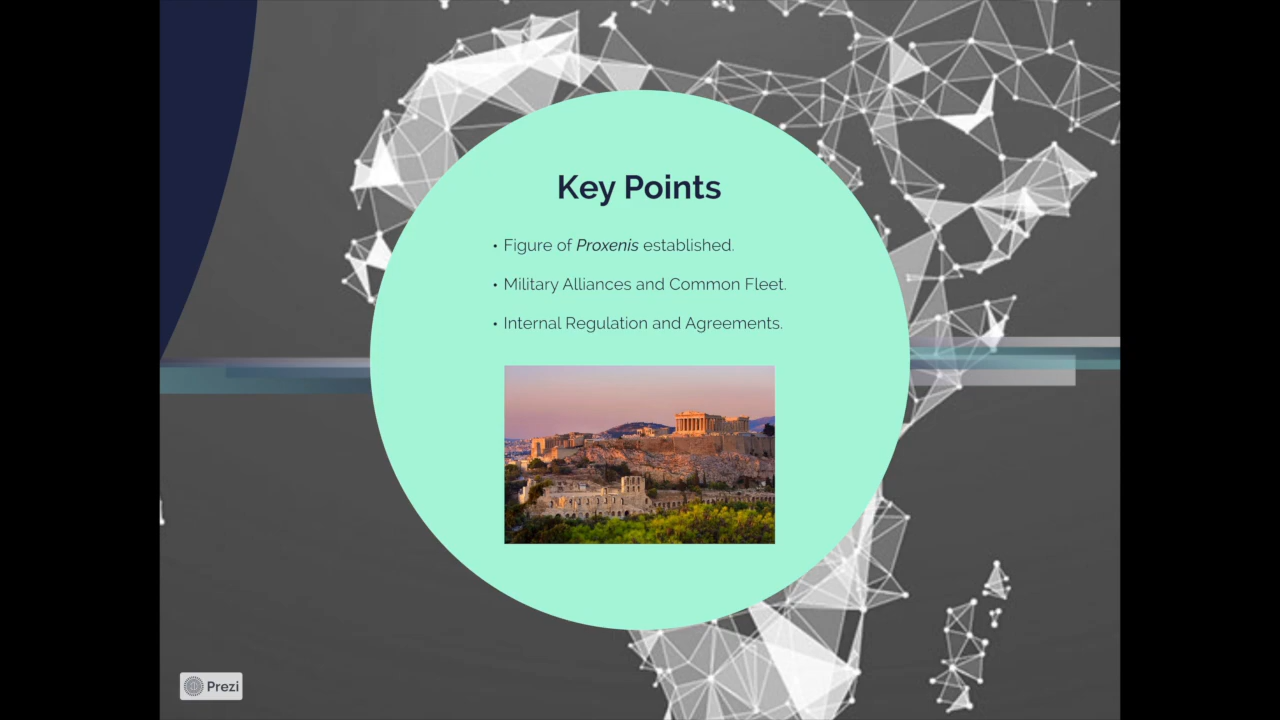 Key Points
• Figure of Proxenis established.
• Military Alliances and Common Fleet.
• Internal Regulation and Agreements.
Prezi